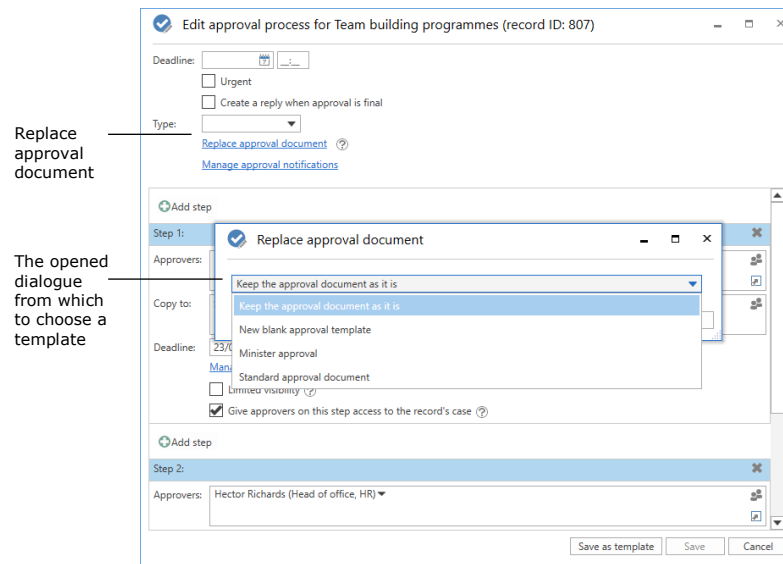 Edit approval process for Team building programmes (record ID: 807)
Deadline:
_:_
Urgent
Create a reply when approval is final
Type:
Replace approval document
Manage approval notifications
Replace
approval
document
Add step
Step 1:
Replace approval document
Approvers:
The opened
dialogue
from which
to choose a
template
Keep the approval document as it is
Keep the approval document as it is
Copy to:
New blank approval template
Deadline:
23/0
Minister approval
Mana
Standard approval document
Limited visibility
Give approvers on this step access to the record's case
Add step
Step 2:
Approvers:
Hector Richards (Head of office, HR)
Save as template
Save
Cancel